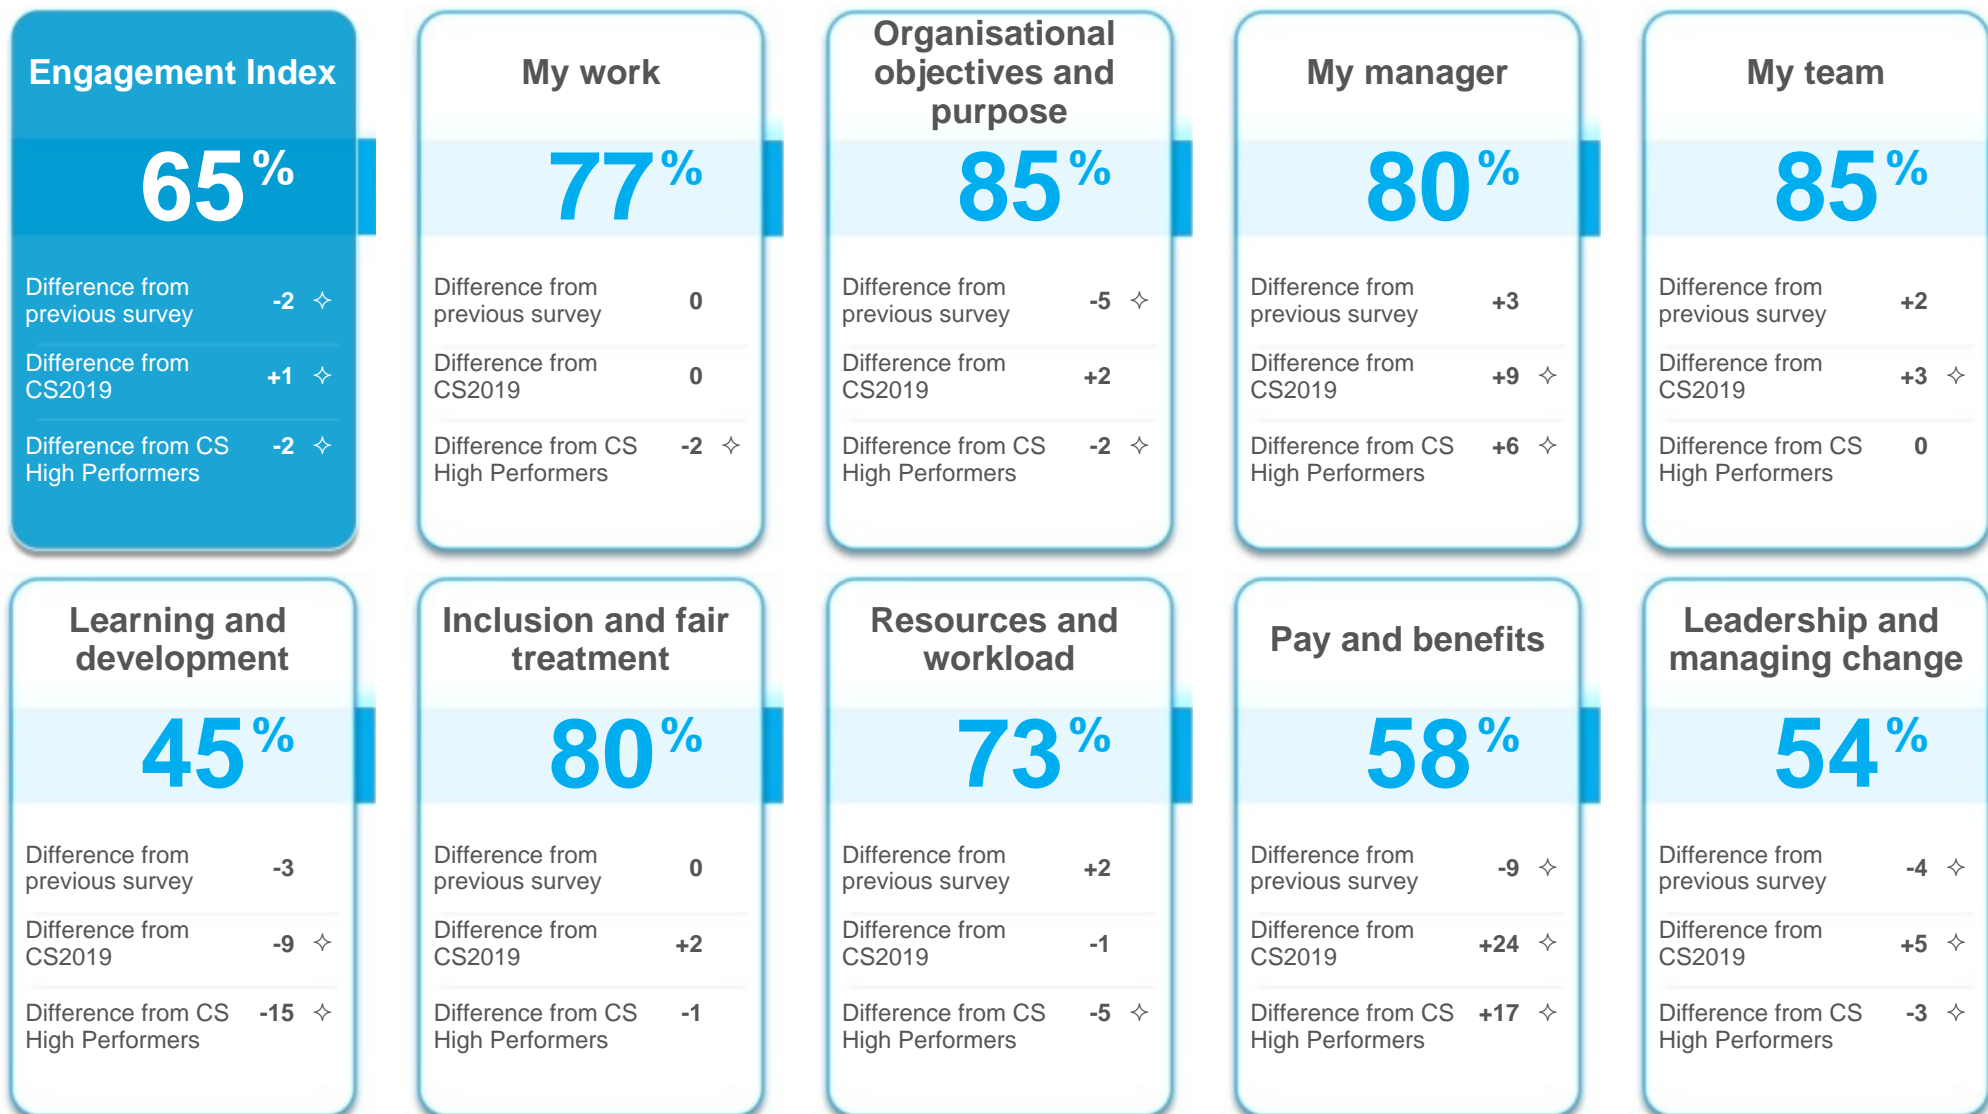 Engagement Index
65%
Difference from
previous survey -2 ✧
Difference from
CS2019 +1 ✧
Difference from CS
High Performers -2 ✧
My work
77%
Difference from
previous survey 0
Difference from
CS2019 0
Difference from CS
High Performers -2 ✧
Organisational
objectives and
purpose
85%
Difference from
previous survey -5 ✧
Difference from
CS2019 +2
Difference from CS
High Performers -2 ✧
My manager
80%
Difference from
previous survey +3
Difference from
CS2019 +9 ✧
Difference from CS
High Performers +6 ✧
My team
85%
Difference from
previous survey +2
Difference from
CS2019 +3 ✧
Difference from CS
High Performers 0
Learning and
development
45%
Difference from
previous survey -3
Difference from
CS2019 -9 ✧
Difference from CS
High Performers -15 ✧
Inclusion and fair
treatment
80%
Difference from
previous survey 0
Difference from
CS2019 +2
Difference from CS
High Performers -1
Resources and
workload
73%
Difference from
previous survey +2
Difference from
CS2019 -1
Difference from CS
High Performers -5 ✧
Pay and benefits
58%
Difference from
previous survey -9 ✧
Difference from
CS2019 +24 ✧
Difference from CS
High Performers +17 ✧
Leadership and
managing change
54%
Difference from
previous survey -4 ✧
Difference from
CS2019 +5 ✧
Difference from CS
High Performers -3 ✧